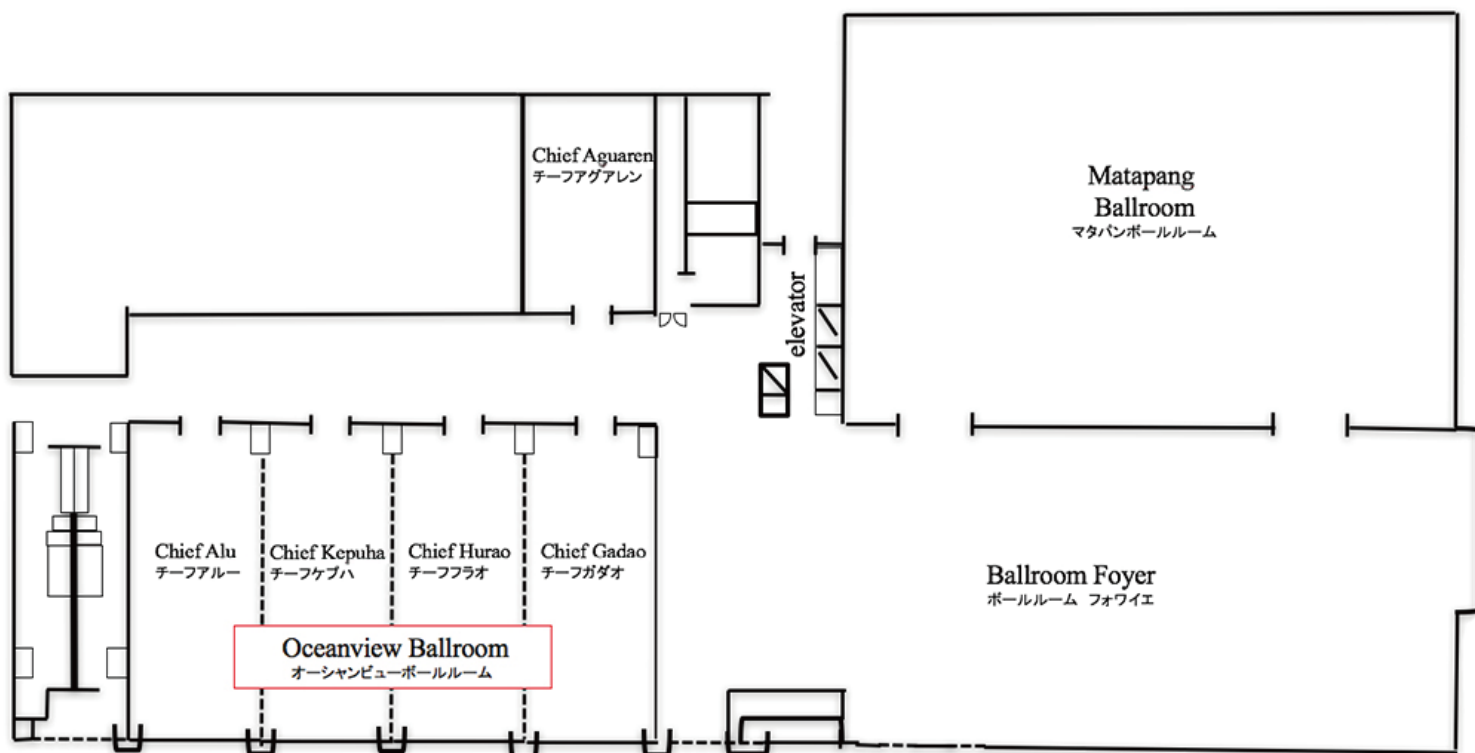 Chief Aguaren
チーフアグアレン
Matapang
Ballroom
マタパンボールルーム
elevator
Chief Alu
チーフアルー
Chief Kepuha
チーフケプハ
Chief Hurao
チーフフラオ
Chief Gadao
チーフガダオ
Ballroom Foyer
ボールルーム フォワイエ
Oceanview Ballroom
オーシャンビューボールルーム